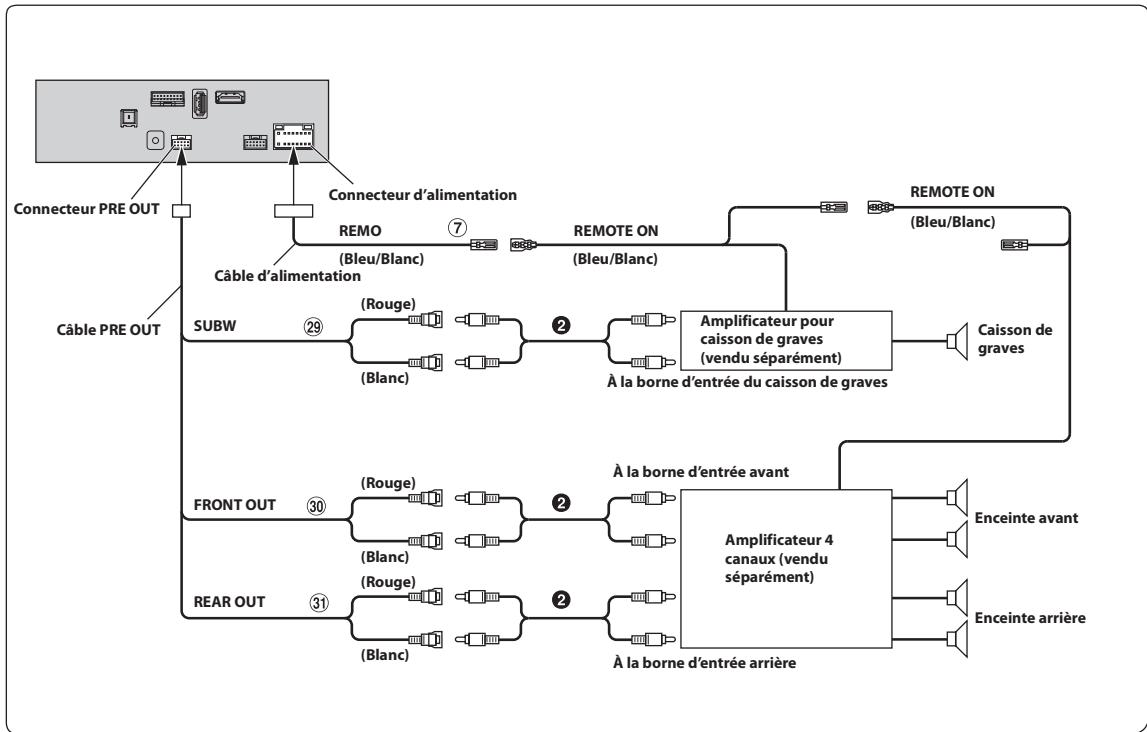 Connecteur d'alimentation
Connecteur PRE OUT
REMO
⑦
REMOTE ON
REMOTE ON
(Bleu/Blanc)
(Bleu/Blanc)
(Bleu/Blanc)
Câble d'alimentation
Câble PRE OUT
SUBW
㉙
(Rouge)
(Blanc)
❷
Amplificateur pour
caisson de graves
(vendu séparément)
Caisson de
graves
À la borne d'entrée du caisson de graves
À la borne d'entrée avant
FRONT OUT
㉚
(Rouge)
(Blanc)
❷
Enceinte avant
Amplificateur 4
canaux (vendu
séparément)
REAR OUT
㉛
(Rouge)
(Blanc)
❷
Enceinte arrière
À la borne d'entrée arrière